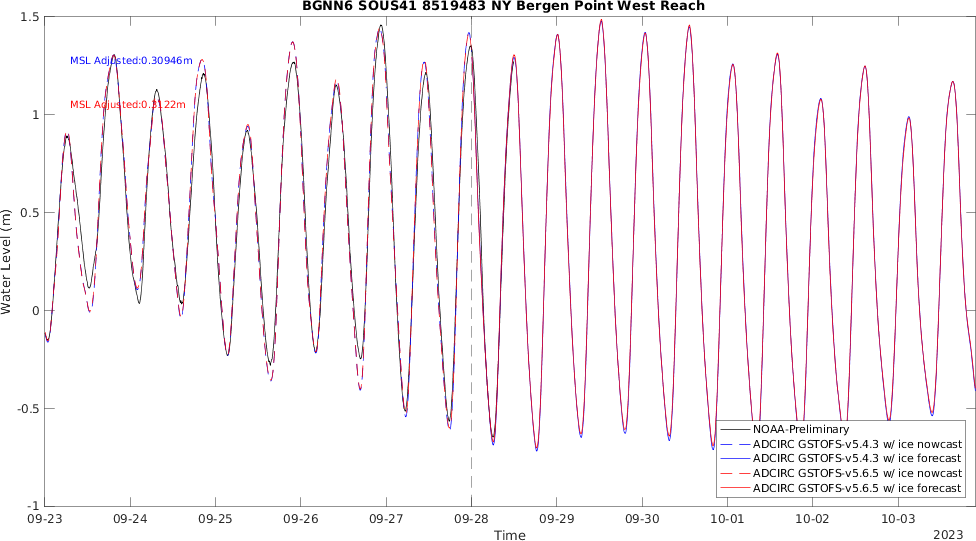 BGNN6 SOUS41 8519483 NY Bergen Point West Reach
1.5
MSL Adjusted:0.30946m
MSL Adjusted:0.3122m
1
0.5
Water Level (m)
0
-0.5
NOAA-Preliminary
ADCIRC GSTOFS-v5.4.3 w/ ice nowcast
ADCIRC GSTOFS-v5.4.3 w/ ice forecast
ADCIRC GSTOFS-v5.6.5 w/ ice nowcast
ADCIRC GSTOFS-v5.6.5 w/ ice forecast
-1
09-23 09-24 09-25 09-26 09-27 09-28 09-29 09-30 10-01 10-02 10-03
Time
2023